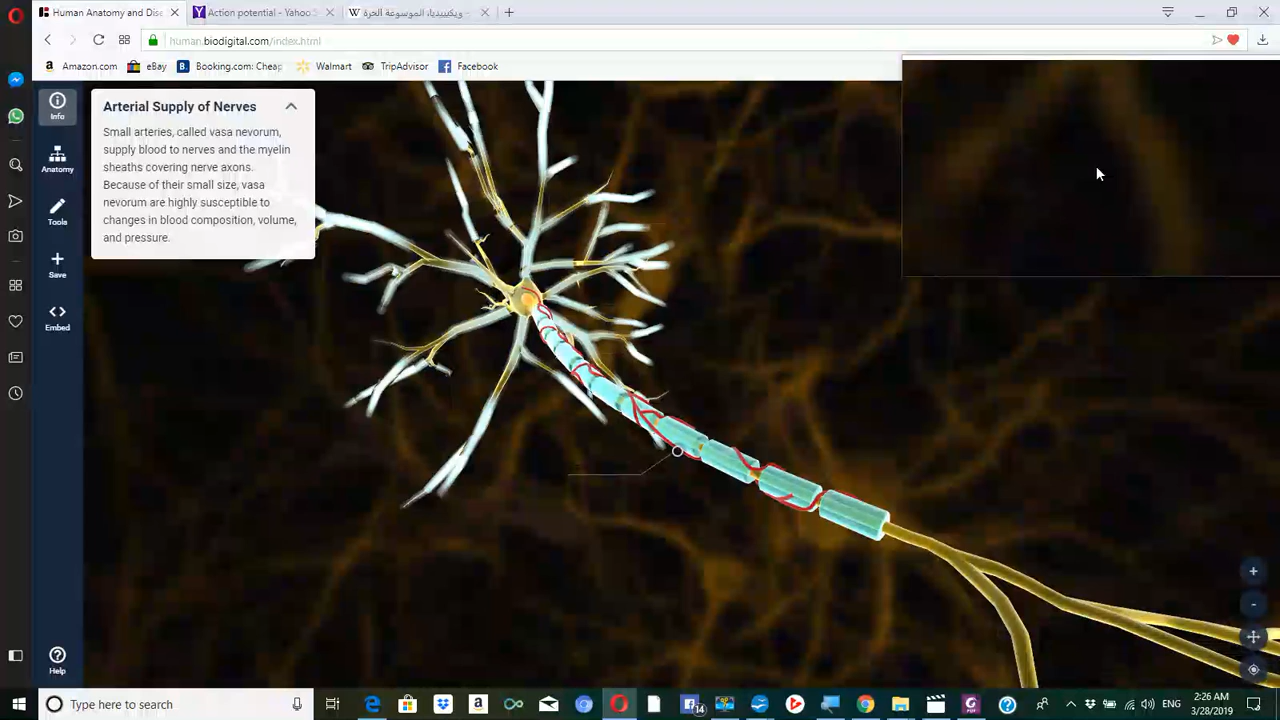 Human Anatomy and Dise
Action potential - Yahoo S
ويكيبيديا، الموسوعة الحرة -
human.biodigital.com/index.html
Amazon.com
eBay
Booking.com: Cheap
Walmart
TripAdvisor
Facebook
Info
Anatomy
Tools
Save
Embed
Help
Arterial Supply of Nerves
Small arteries, called vasa nevorum,
supply blood to nerves and the myelin
sheaths covering nerve axons.
Because of their small size, vasa
nevorum are highly susceptible to
changes in blood composition, volume,
and pressure.
Type here to search
14
ENG
2:26 AM
3/28/2019